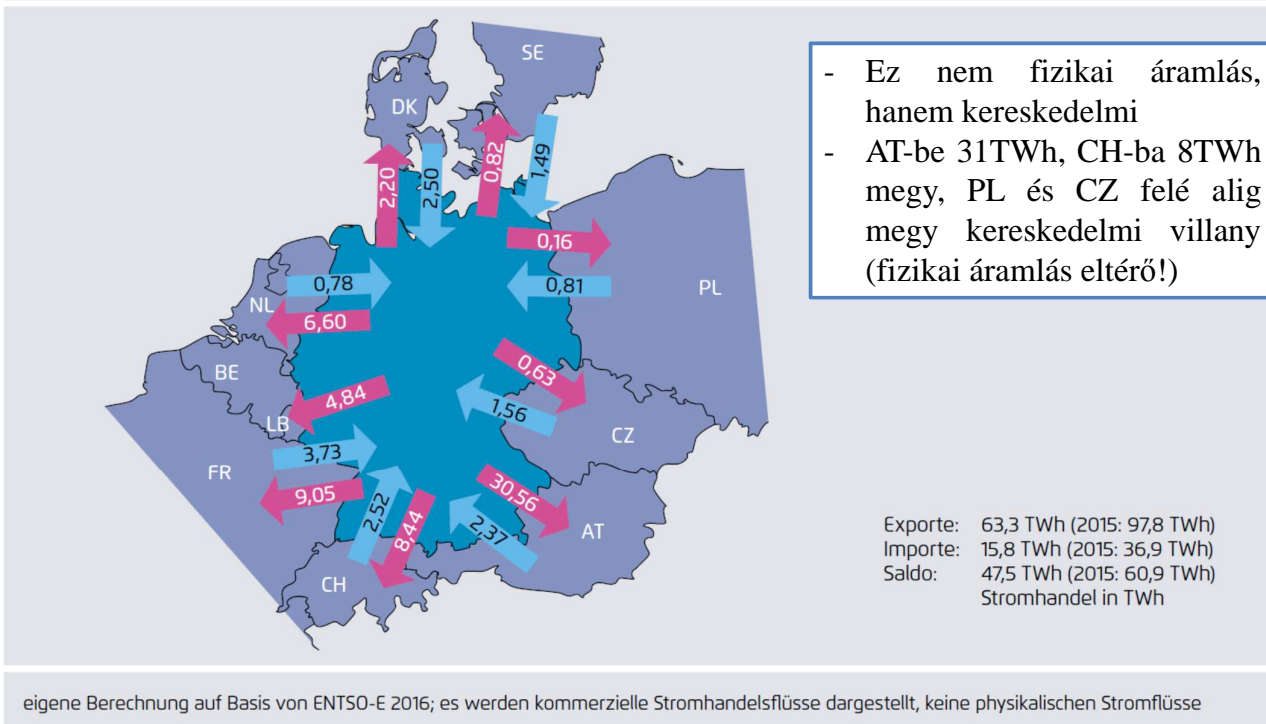 SE
DK
- Ez nem fizikai áramlás,
hanem kereskedelmi
- AT-be 31TWh, CH-ba 8TWh
megy, PL és CZ felé alig
megy kereskedelmi villany
(fizikai áramlás eltérő!)
2,20
2,50
0,82
1,49
0,16
0,81
PL
NL
0,78
6,60
BE
LB
4,84
0,63
1,56
CZ
FR
3,73
9,05
2,52
8,44
CH
30,56
2,37
AT
Exporte: 63,3 TWh (2015: 97,8 TWh)
Importe: 15,8 TWh (2015: 36,9 TWh)
Saldo: 47,5 TWh (2015: 60,9 TWh)
Stromhandel in TWh
eigene Berechnung auf Basis von ENTSO-E 2016; es werden kommerzielle Stromhandelsflüsse dargestellt, keine physikalischen Stromflüsse